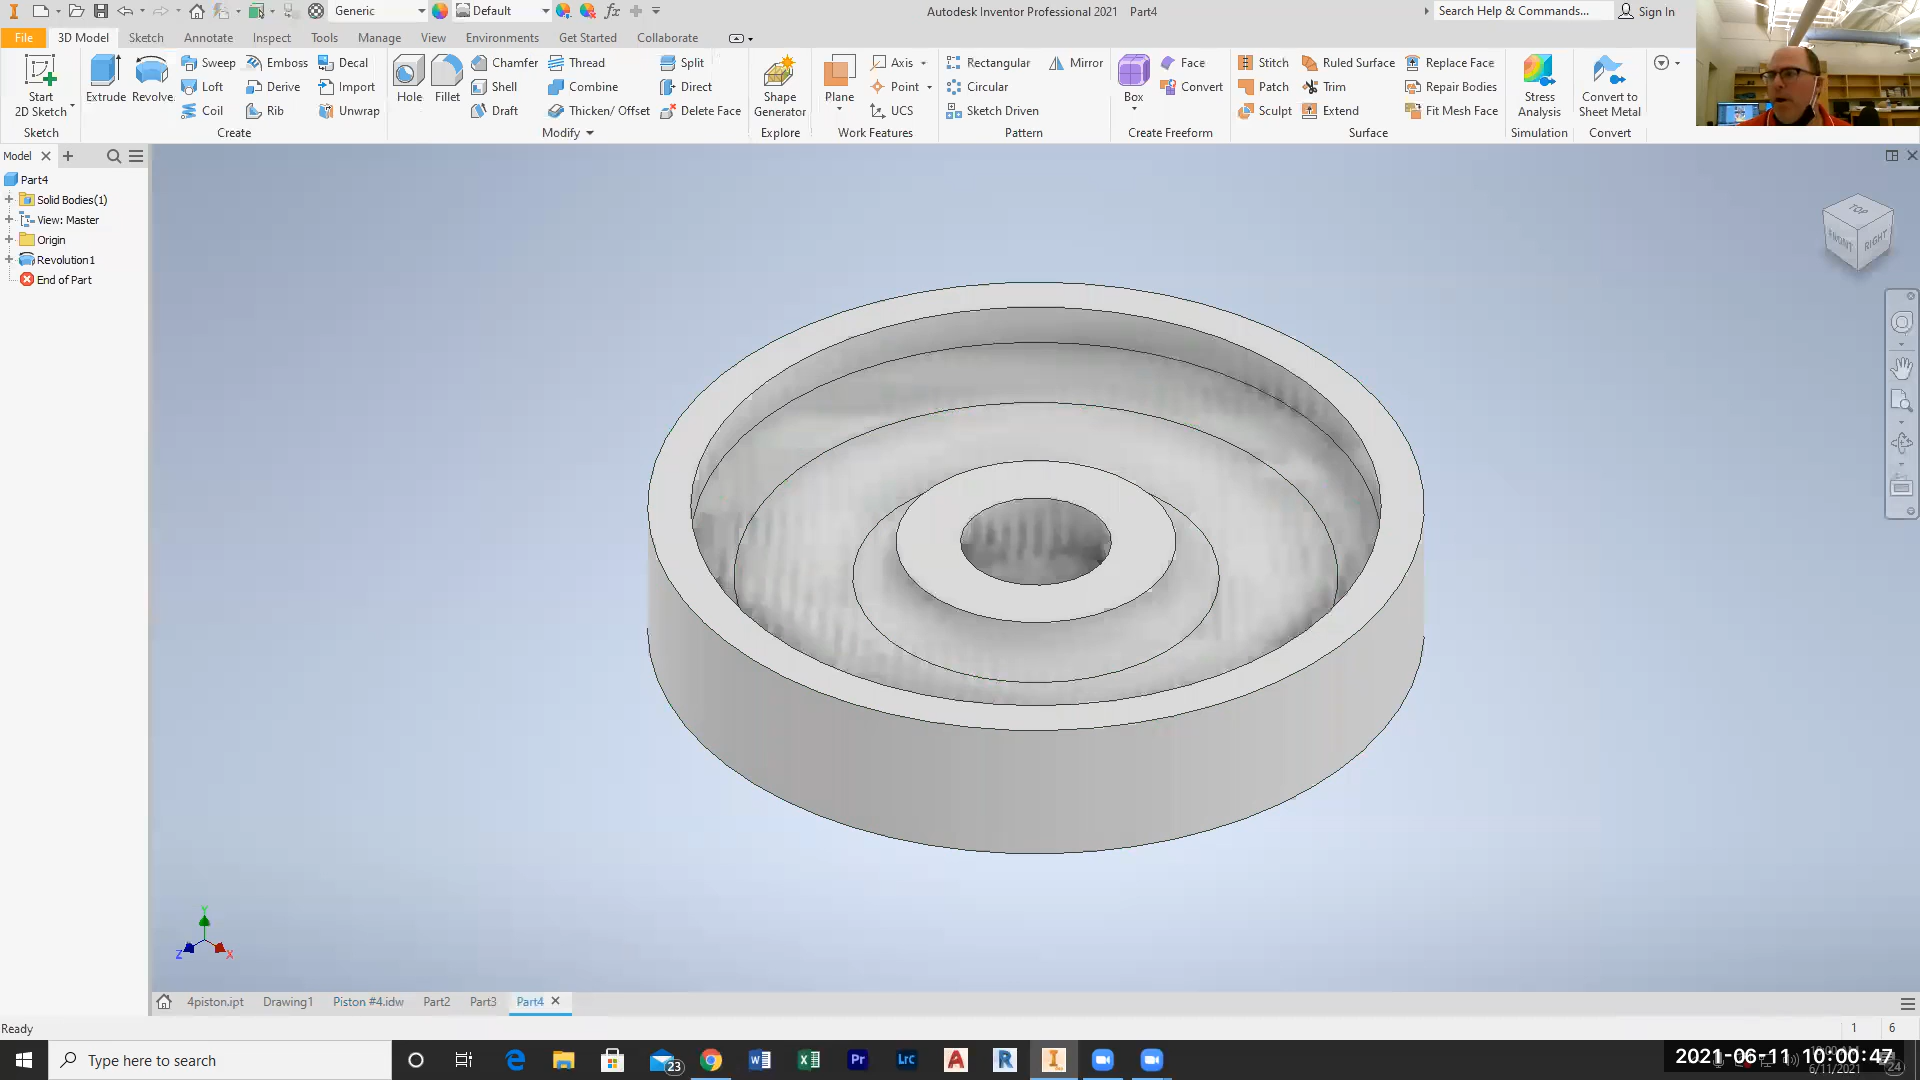 Generic Default Autodesk Inventor Professional 2021 Part4 Search Help & Commands... Sign In
File 3D Model Sketch Annotate Inspect Tools Manage View Environments Get Started Collaborate
Start 2D Sketch
Extrude Revolve
Sweep Emboss Decal
Loft Derive Import
Coil Rib Unwrap
Hole Fillet
Chamfer Thread Split
Shell Combine Direct
Draft Thicken/ Offset Delete Face
Shape Generator
Plane
Axis
Point
UCS
Rectangular Mirror
Circular
Sketch Driven
Box
Face
Convert
Stitch Ruled Surface Replace Face
Patch Trim Repair Bodies
Sculpt Extend Fit Mesh Face
Stress Analysis
Convert to Sheet Metal
Sketch Create Modify Explore Work Features Pattern Create Freeform Surface Simulation Convert
Model
Part4
Solid Bodies(1)
View: Master
Origin
Revolution1
End of Part
TOP
FRONT RIGHT
Y
Z X
4piston.ipt Drawing1 Piston #4.idw Part2 Part3 Part4
Ready 1 6
Type here to search
23
Pr
Lrc
2021-06-11 10:00:47
6/11/2021
24